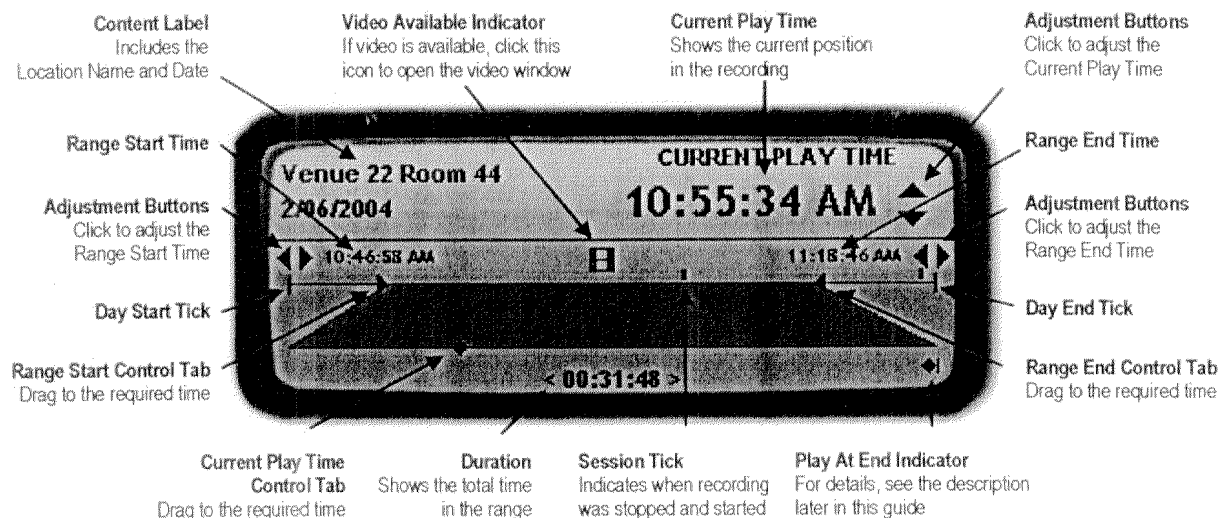 Content Label
Includes the
Location Name and Date
Video Available Indicator
If video is available, click this
icon to open the video window
Current Play Time
Shows the current position
in the recording
Adjustment Buttons
Click to adjust the
Current Play Time
Range Start Time
Range End Time
Adjustment Buttons
Click to adjust the
Range Start Time
Adjustment Buttons
Click to adjust the
Range End Time
Venue 22 Room 44
2/06/2004
CURRENT PLAY TIME
10:55:34 AM
10:46:58 AM
11:18:46 AM
Day Start Tick
Day End Tick
Range Start Control Tab
Drag to the required time
Range End Control Tab
Drag to the required time
< 00:31:48 >
Current Play Time
Control Tab
Drag to the required time
Duration
Shows the total time
in the range
Session Tick
Indicates when recording
was stopped and started
Play At End Indicator
For details, see the description
later in this guide